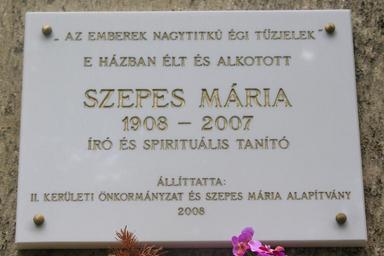 „ AZ EMBEREK NAGYTITKÚ ÉGI TŰZJELEK"
E HÁZBAN ÉLT ÉS ALKOTOTT
SZEPES MÁRIA
1908 – 2007
ÍRÓ ÉS SPIRITUÁLIS TANÍTÓ
ÁLLÍTTATTA:
II. KERÜLETI ÖNKORMÁNYZAT ÉS SZEPES MÁRIA ALAPÍTVÁNY
2008